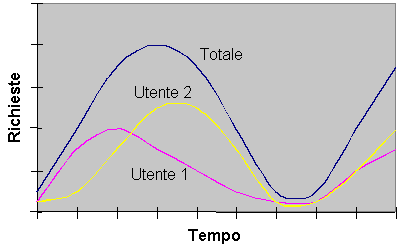 Totale
Utente 2
Utente 1
Richieste
Tempo